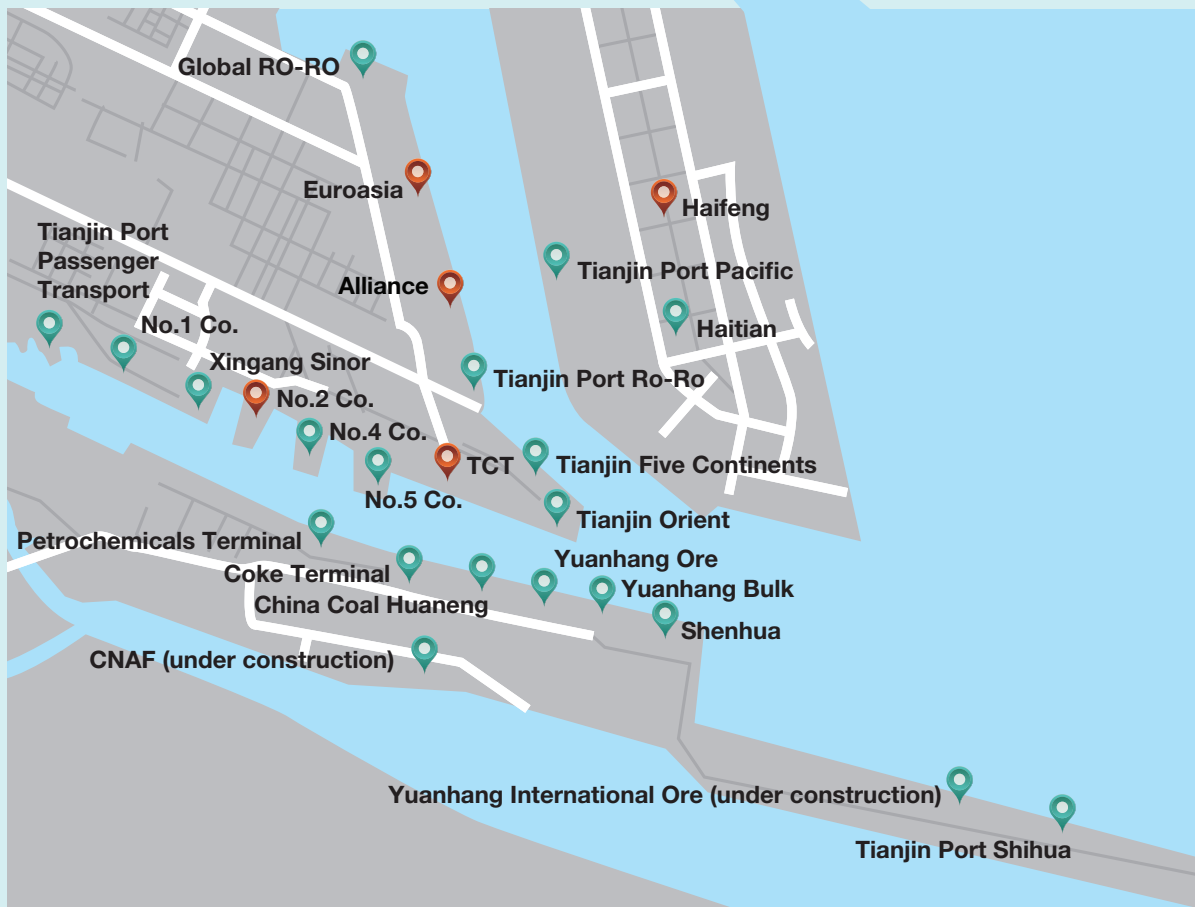 Global RO-RO
Euroasia
Haifeng
Tianjin Port
Passenger
Transport
Tianjin Port Pacific
Alliance
No.1 Co.
Haitian
Xingang Sinor
Tianjin Port Ro-Ro
No.2 Co.
No.4 Co.
TCT
Tianjin Five Continents
No.5 Co.
Tianjin Orient
Petrochemicals Terminal
Yuanhang Ore
Coke Terminal
Yuanhang Bulk
China Coal Huaneng
Shenhua
CNAF (under construction)
Yuanhang International Ore (under construction)
Tianjin Port Shihua